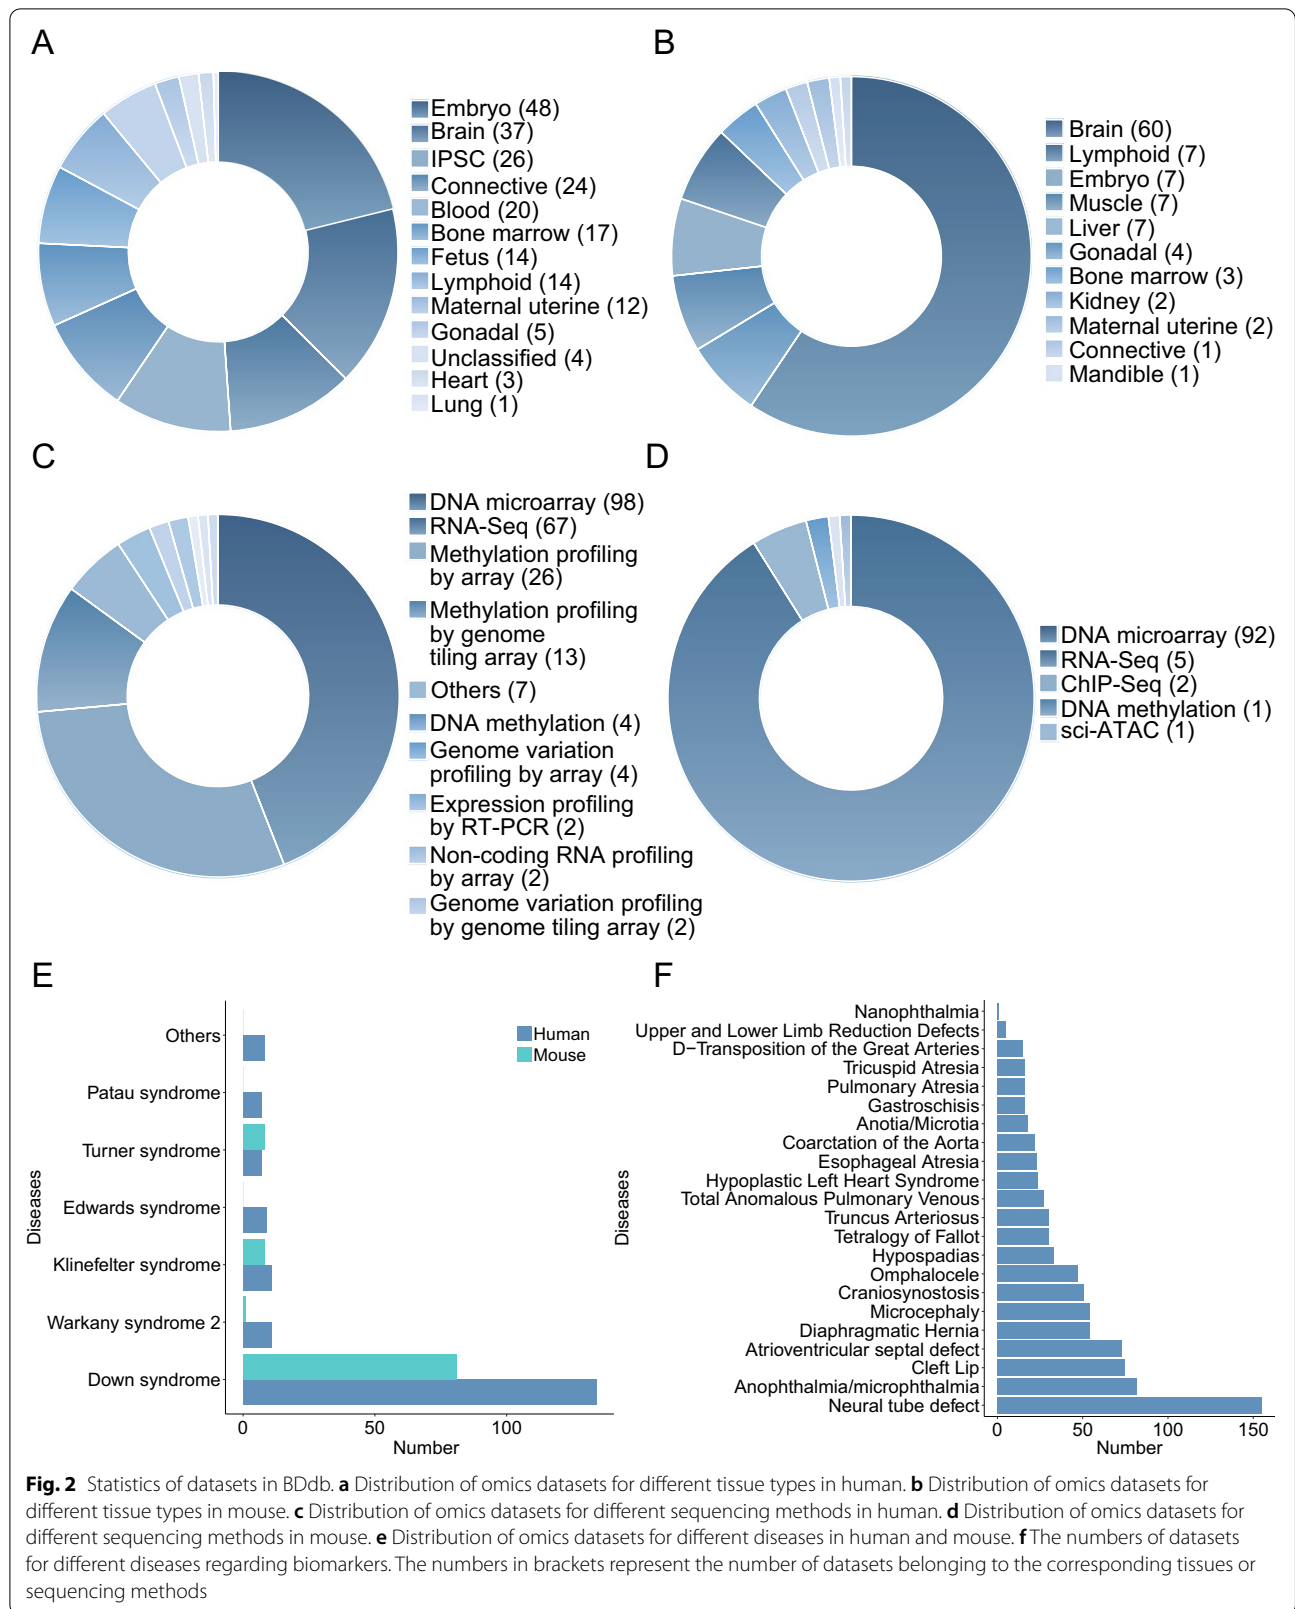 A
Embryo (48)
Brain (37)
IPSC (26)
Connective (24)
Blood (20)
Bone marrow (17)
Fetus (14)
Lymphoid (14)
Maternal uterine (12)
Gonadal (5)
Unclassified (4)
Heart (3)
Lung (1)
B
Brain (60)
Lymphoid (7)
Embryo (7)
Muscle (7)
Liver (7)
Gonadal (4)
Bone marrow (3)
Kidney (2)
Maternal uterine (2)
Connective (1)
Mandible (1)
C
DNA microarray (98)
RNA-Seq (67)
Methylation profiling
by array (26)
Methylation profiling
by genome
tiling array (13)
Others (7)
DNA methylation (4)
Genome variation
profiling by array (4)
Expression profiling
by RT-PCR (2)
Non-coding RNA profiling
by array (2)
Genome variation profiling
by genome tiling array (2)
D
DNA microarray (92)
RNA-Seq (5)
ChIP-Seq (2)
DNA methylation (1)
sci-ATAC (1)
E
Diseases
Others
Patau syndrome
Turner syndrome
Edwards syndrome
Klinefelter syndrome
Warkany syndrome 2
Down syndrome
Human
Mouse
0 50 100
Number
F
Diseases
Nanophthalmia
Upper and Lower Limb Reduction Defects
D−Transposition of the Great Arteries
Tricuspid Atresia
Pulmonary Atresia
Gastroschisis
Anotia/Microtia
Coarctation of the Aorta
Esophageal Atresia
Hypoplastic Left Heart Syndrome
Total Anomalous Pulmonary Venous
Truncus Arteriosus
Tetralogy of Fallot
Hypospadias
Omphalocele
Craniosynostosis
Microcephaly
Diaphragmatic Hernia
Atrioventricular septal defect
Cleft Lip
Anophthalmia/microphthalmia
Neural tube defect
0 50 100 150
Number
Fig. 2 Statistics of datasets in BDdb. a Distribution of omics datasets for different tissue types in human. b Distribution of omics datasets for
different tissue types in mouse. c Distribution of omics datasets for different sequencing methods in human. d Distribution of omics datasets for
different sequencing methods in mouse. e Distribution of omics datasets for different diseases in human and mouse. f The numbers of datasets
for different diseases regarding biomarkers. The numbers in brackets represent the number of datasets belonging to the corresponding tissues or
sequencing methods